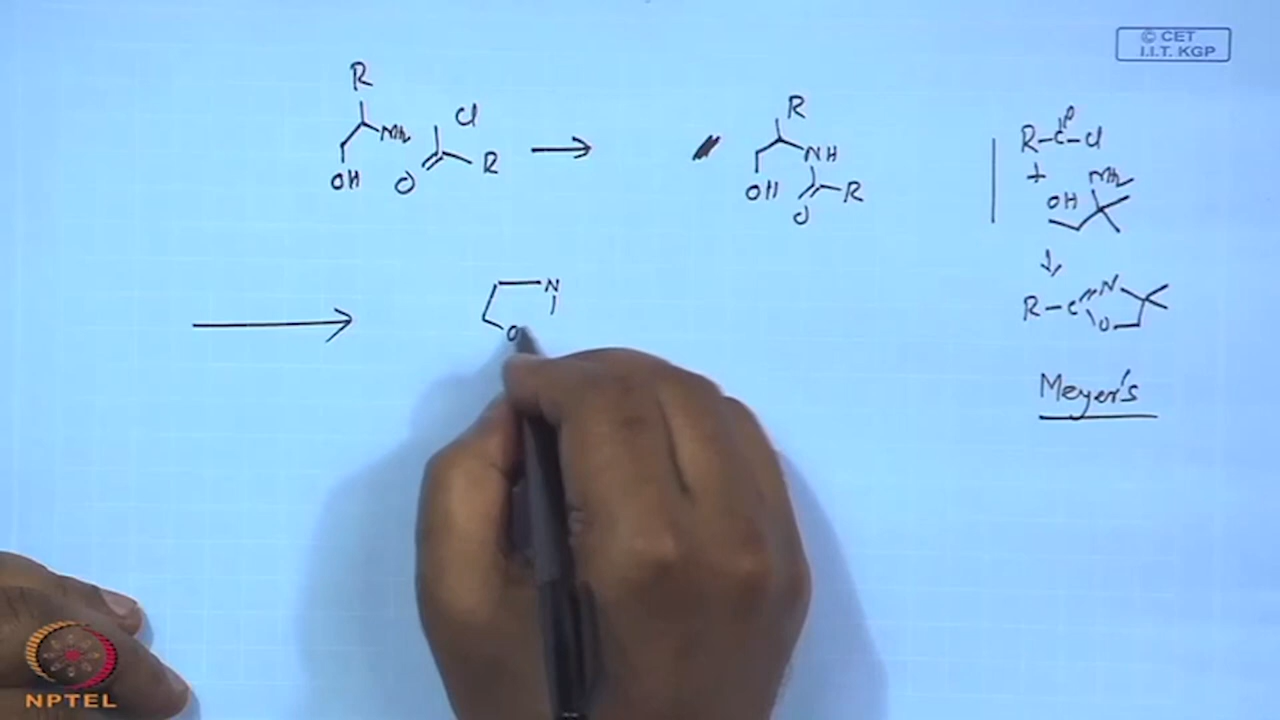 © CET
I.I.T. KGP
R
NH₂
Cl
OH
O
R
R
NH
OH
O
R
R-C-Cl
O
+
NH₂
OH
R-C
N
O
Meyer's
N
O
NPTEL